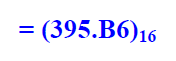 = (395.B6)₁₆